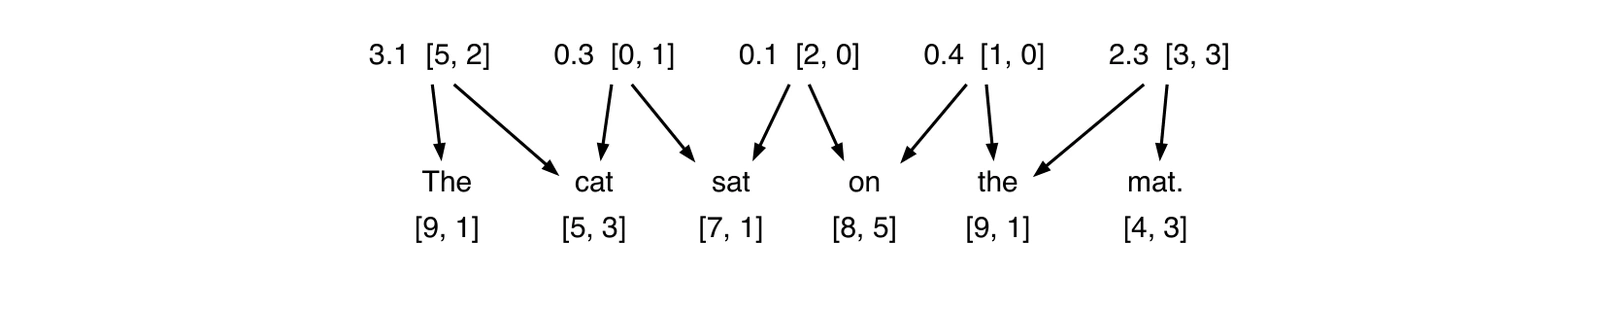 3.1 [5, 2] 0.3 [0, 1] 0.1 [2, 0] 0.4 [1, 0] 2.3 [3, 3]
The cat sat on the mat.
[9, 1] [5, 3] [7, 1] [8, 5] [9, 1] [4, 3]